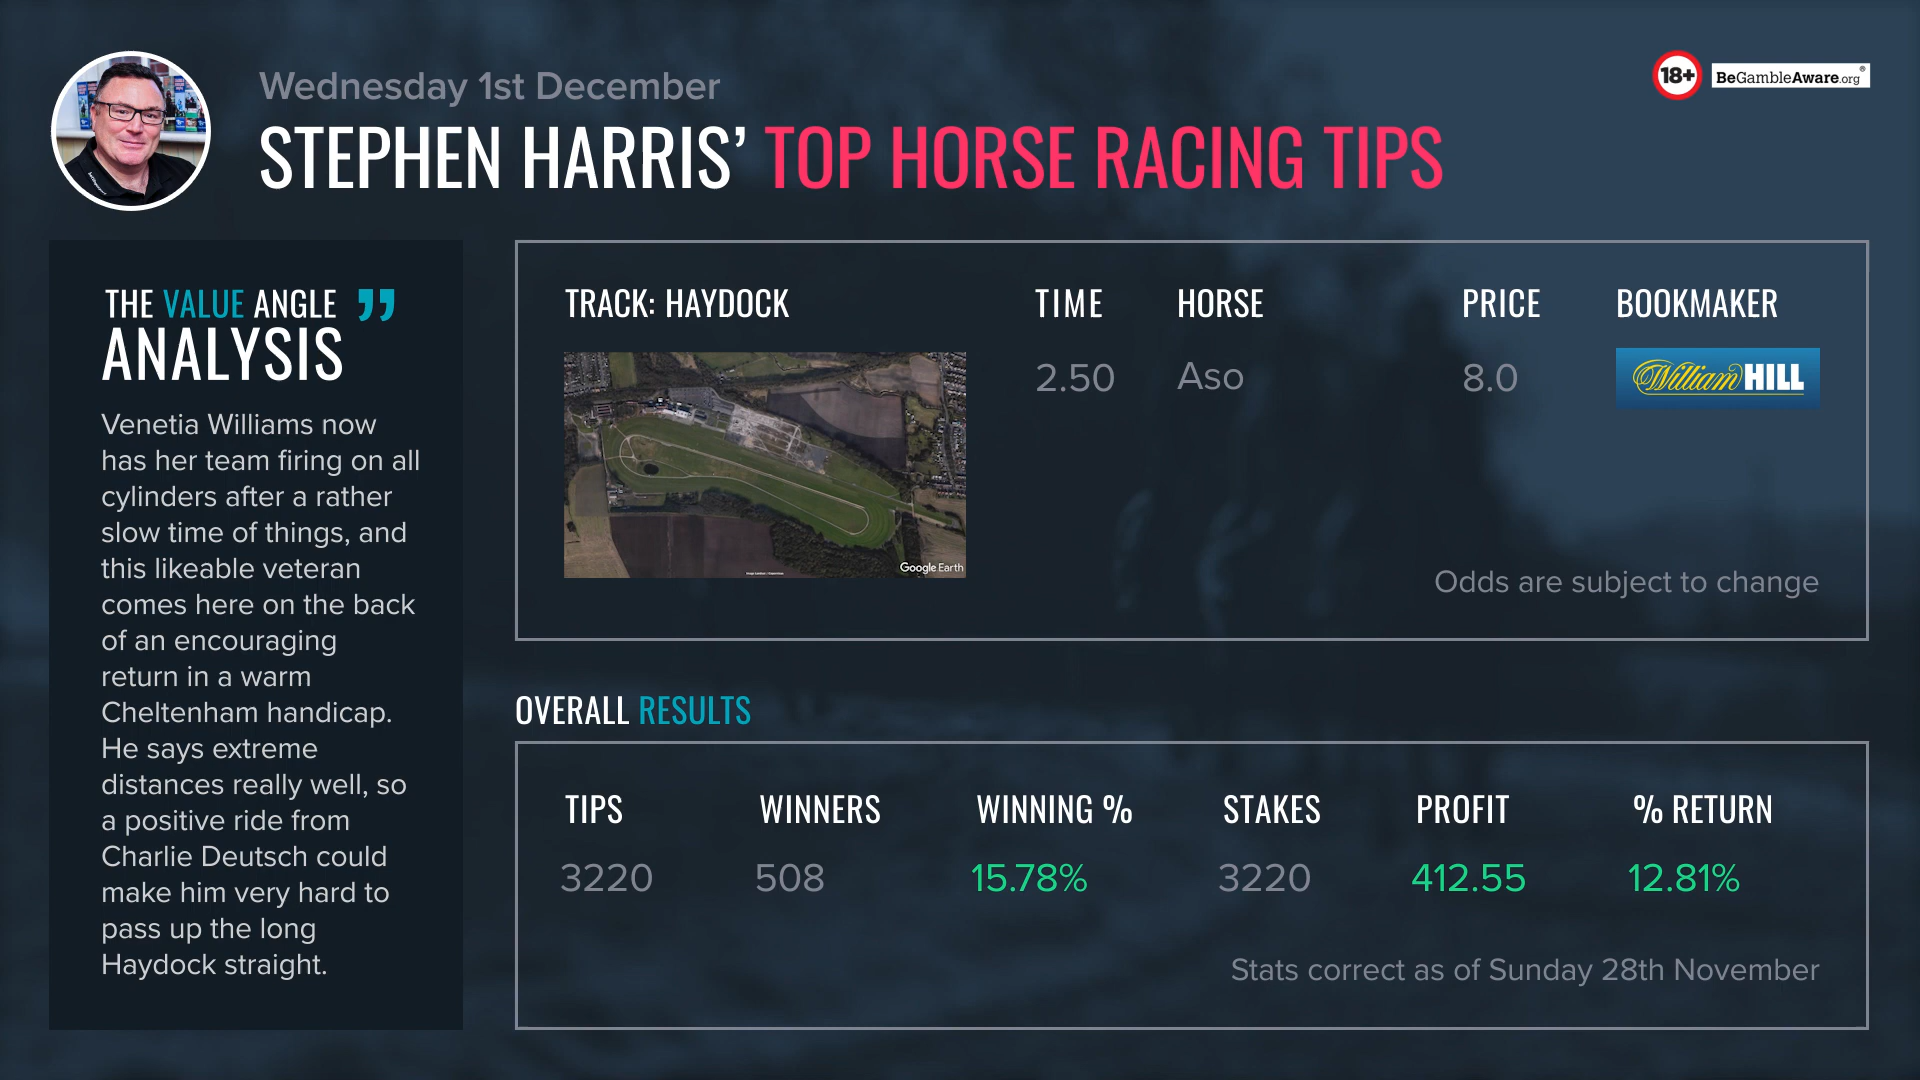 Wednesday 1st December
STEPHEN HARRIS’ TOP HORSE RACING TIPS
18+
BeGambleAware.org®
THE VALUE ANGLE ”
ANALYSIS
Venetia Williams now
has her team firing on all
cylinders after a rather
slow time of things, and
this likeable veteran
comes here on the back
of an encouraging
return in a warm
Cheltenham handicap.
He says extreme
distances really well, so
a positive ride from
Charlie Deutsch could
make him very hard to
pass up the long
Haydock straight.
TRACK: HAYDOCK TIME HORSE PRICE BOOKMAKER
2.50 Aso 8.0 William HILL
Google Earth
Odds are subject to change
OVERALL RESULTS
TIPS WINNERS WINNING % STAKES PROFIT % RETURN
3220 508 15.78% 3220 412.55 12.81%
Stats correct as of Sunday 28th November